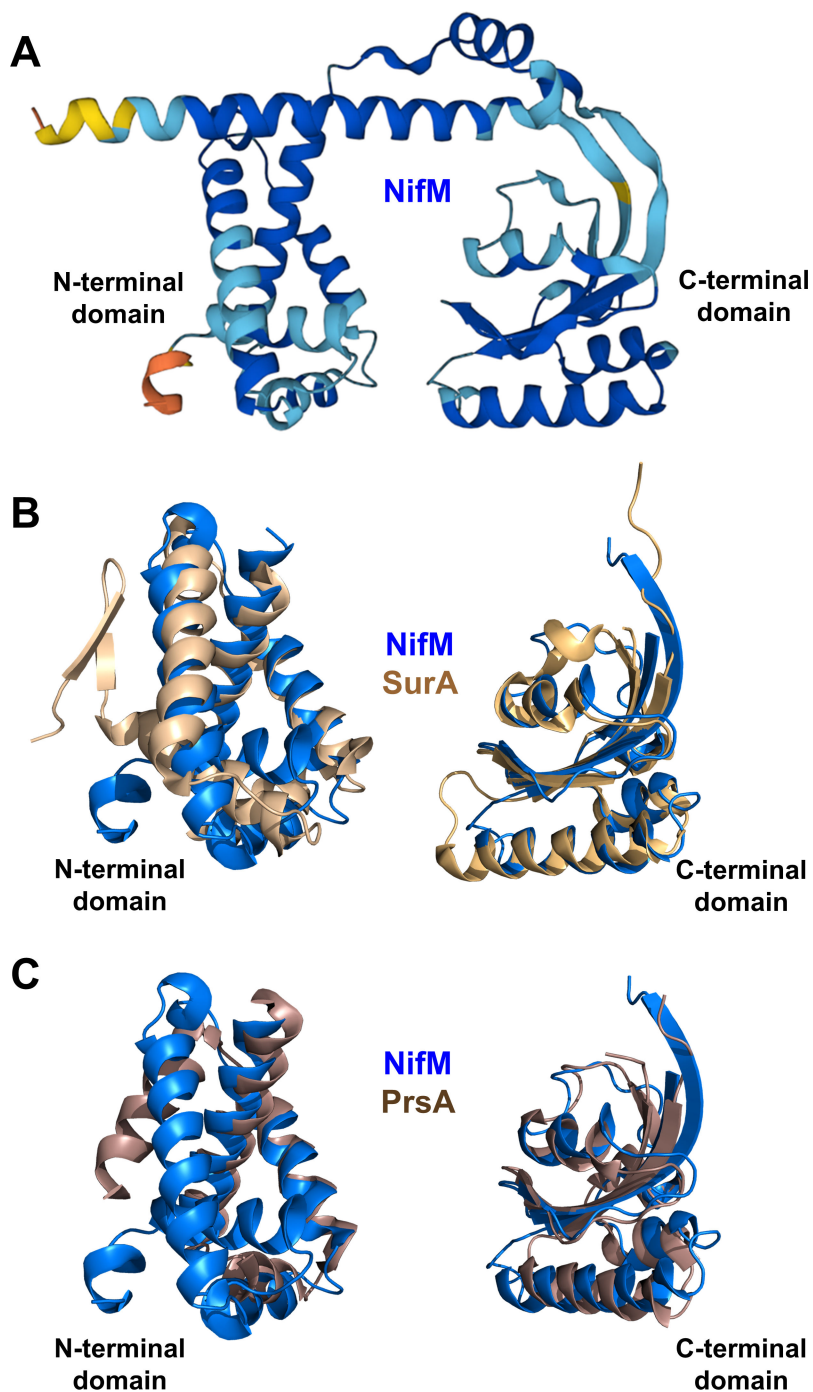 A
NifM
N-terminal
domain
C-terminal
domain
B
NifM
SurA
N-terminal
domain
C-terminal
domain
C
NifM
PrsA
N-terminal
domain
C-terminal
domain